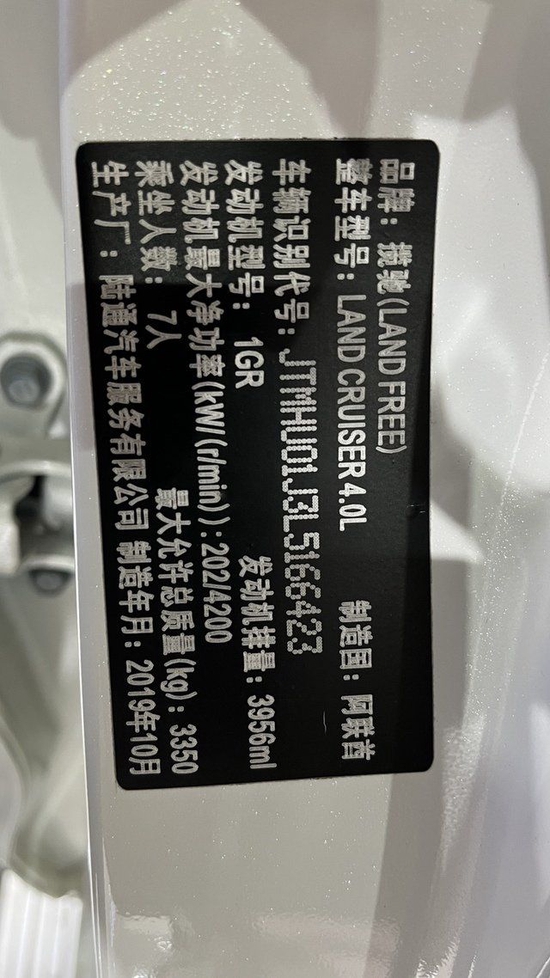 品牌：揽驰(LAND FREE)
整车型号：LAND CRUISER 4.0L 制造国：阿联酋
车辆识别代号：JTMHU01J3L5166423
发动机型号：1GR 发动机排量：3956ml
发动机最大净功率(kW/(r/min))：202/4200
乘坐人数：7人 最大允许总质量(kg)：3350
生产厂：陆通汽车服务有限公司 制造年月：2019年10月